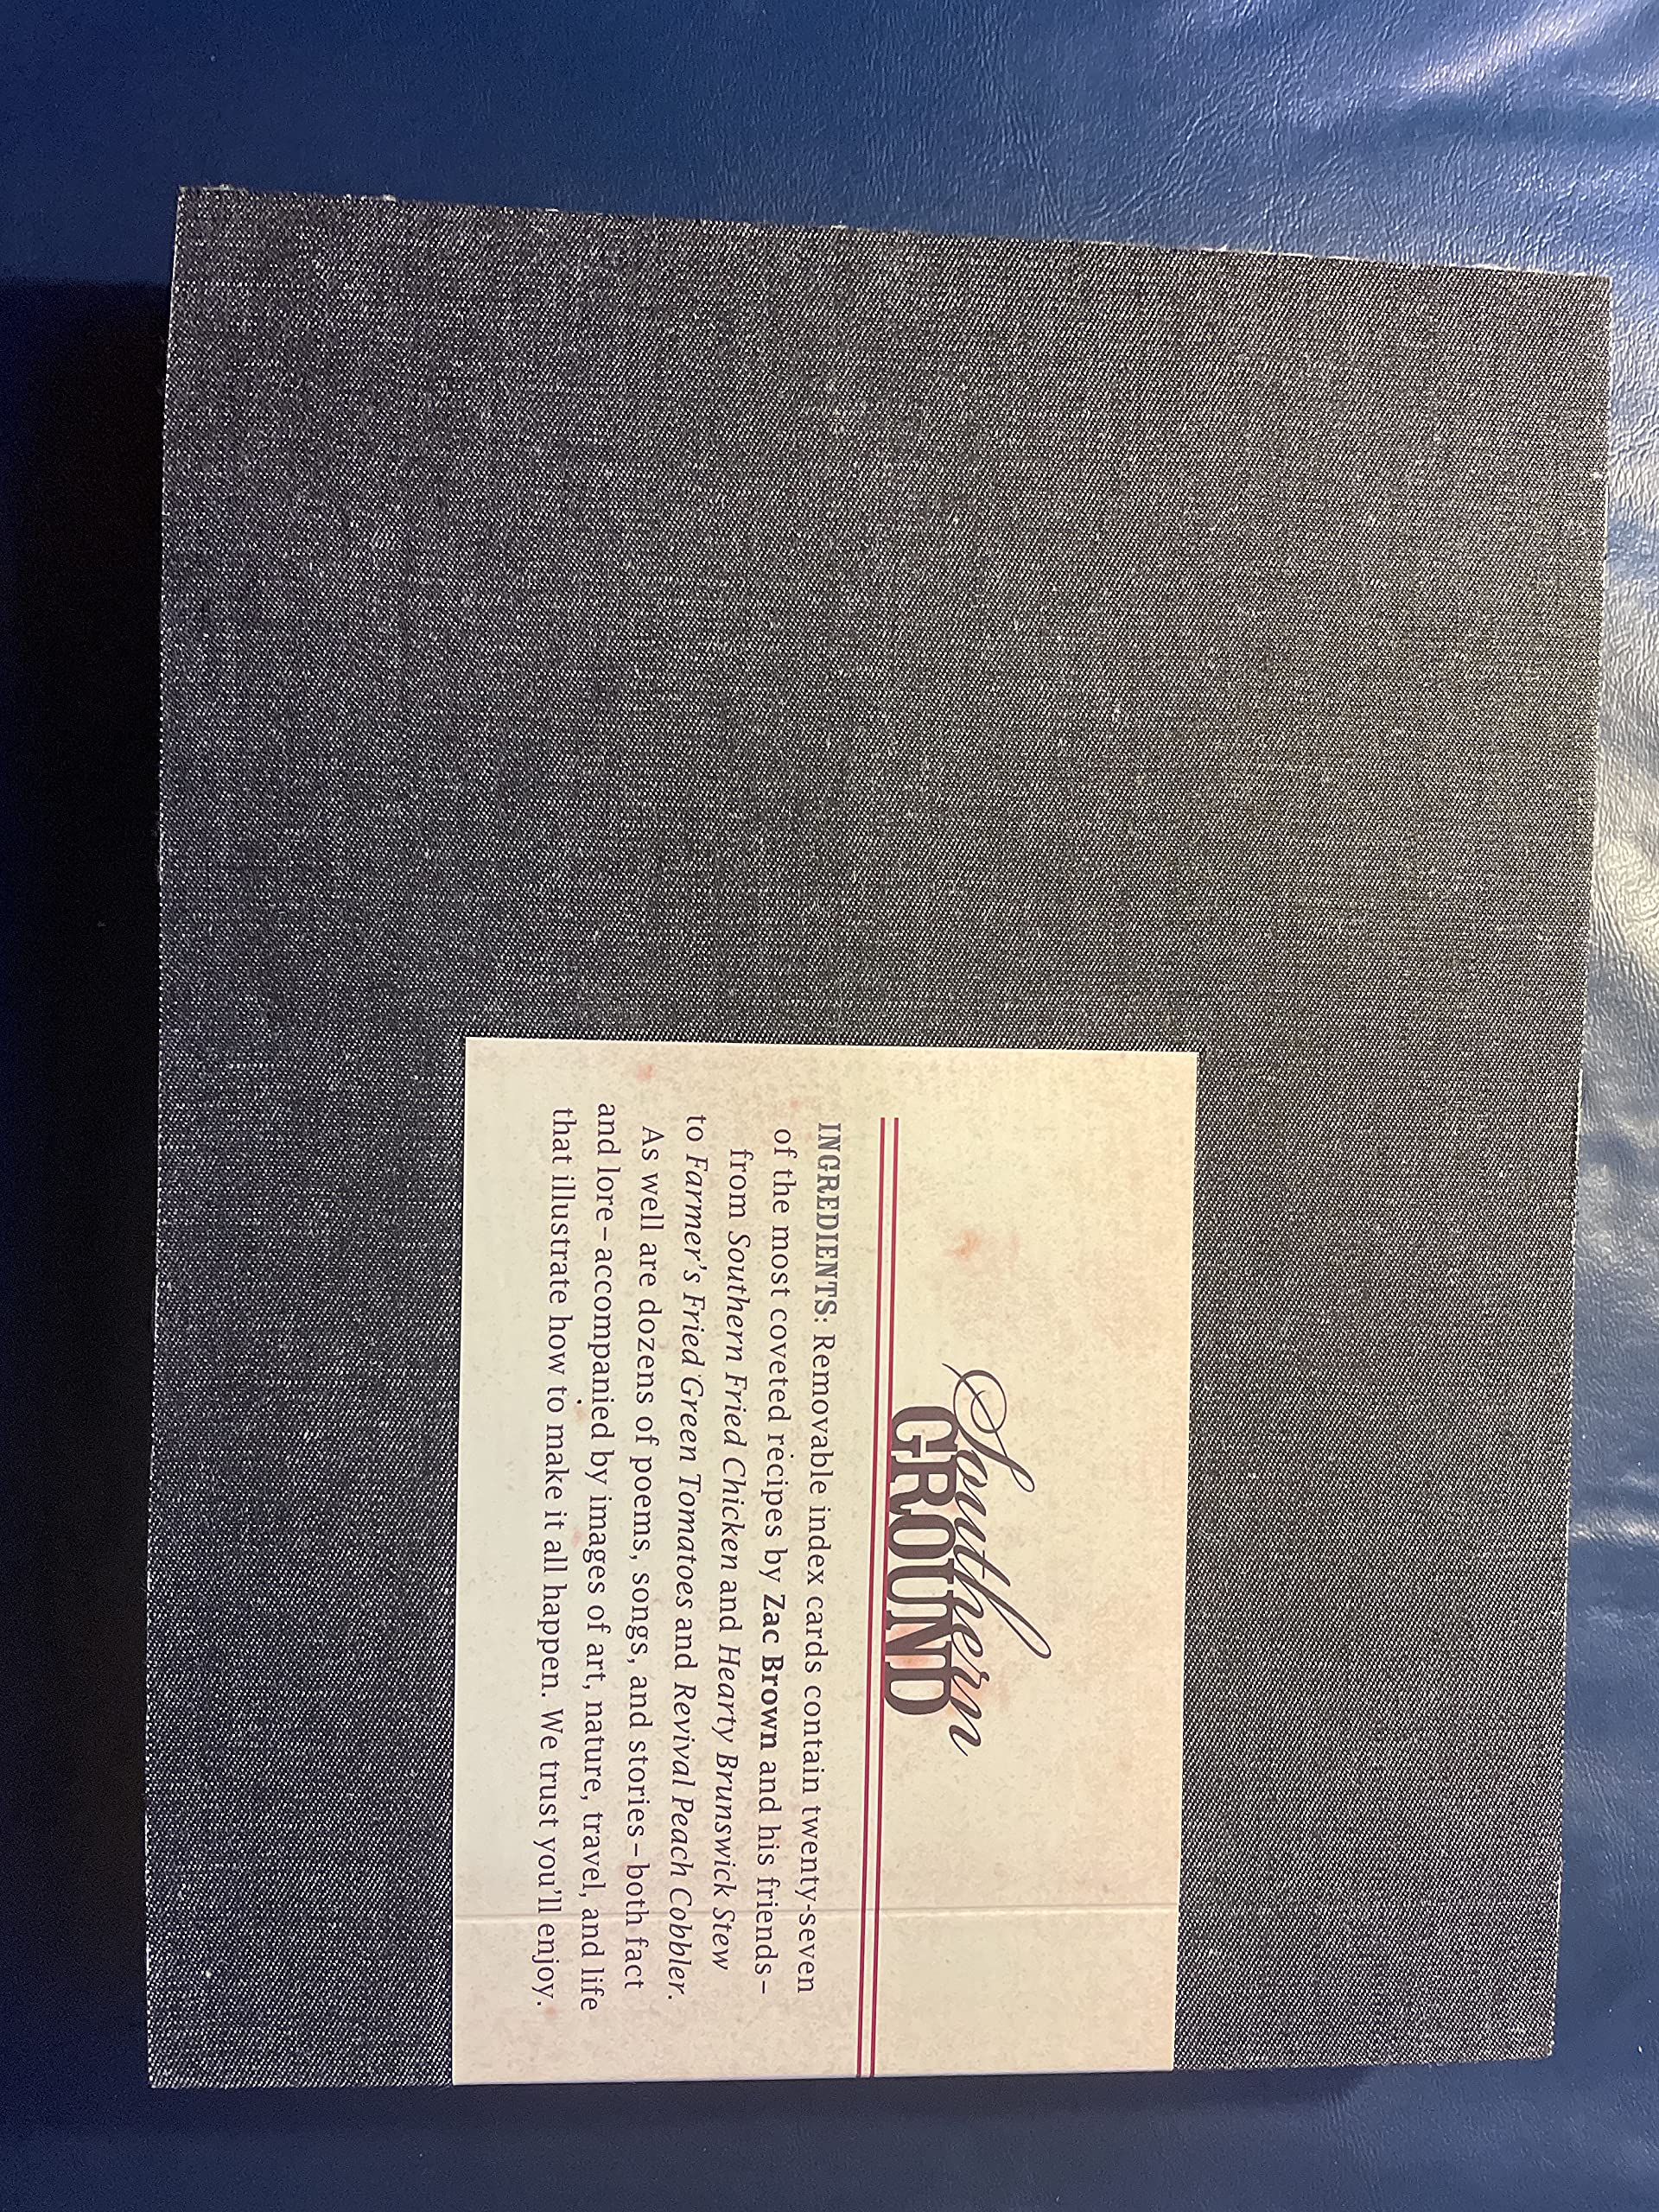 Southern
GROUND
INGREDIENTS: Removable index cards contain twenty-seven
of the most coveted recipes by Zac Brown and his friends–
from Southern Fried Chicken and Hearty Brunswick Stew
to Farmer's Fried Green Tomatoes and Revival Peach Cobbler.
As well are dozens of poems, songs, and stories–both fact
and lore–accompanied by images of art, nature, travel, and life
that illustrate how to make it all happen. We trust you'll enjoy.